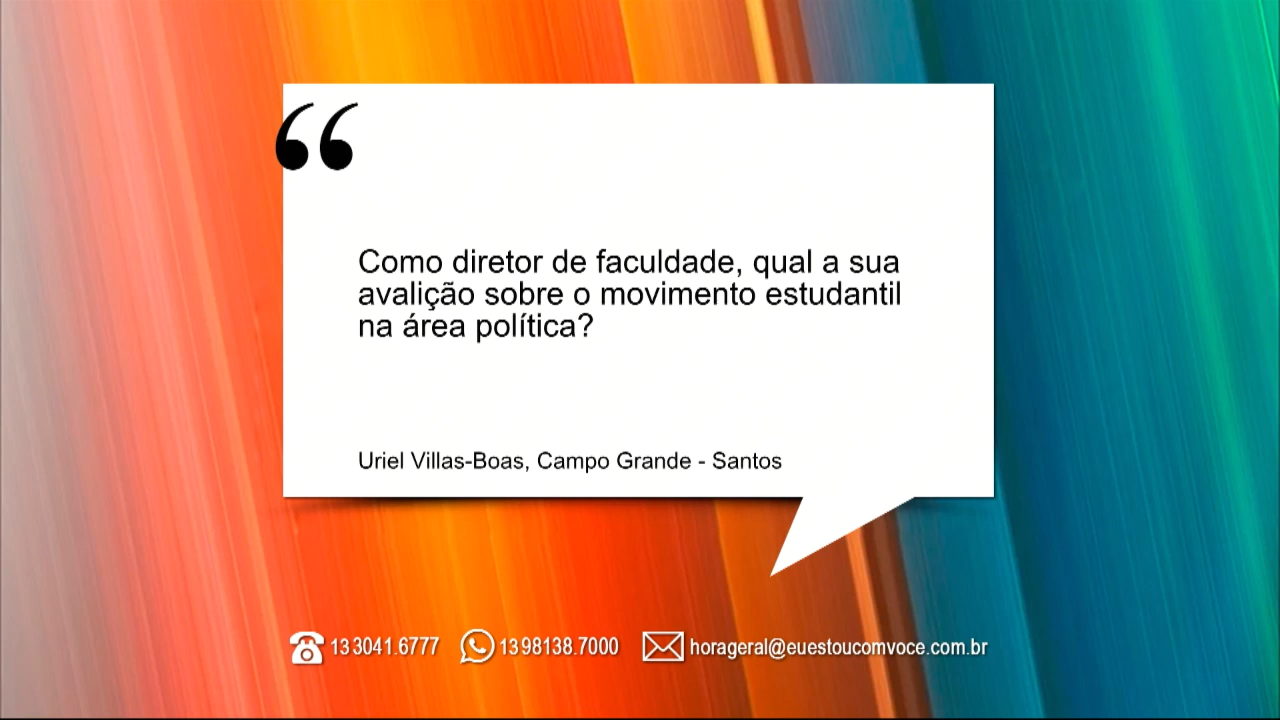 “
Como diretor de faculdade, qual a sua
avalição sobre o movimento estudantil
na área política?
Uriel Villas-Boas, Campo Grande - Santos
13 3041.6777 13 98138.7000 horageral@euestoucomvoce.com.br